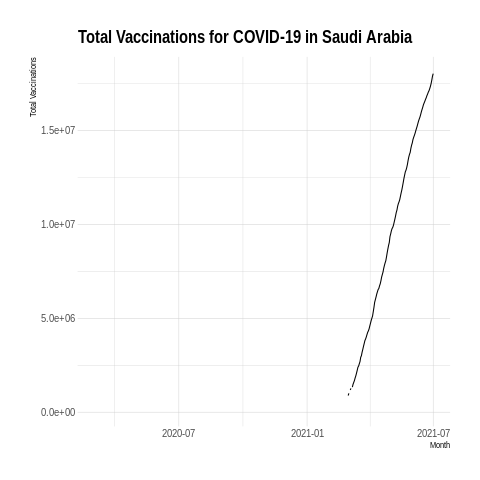 Total Vaccinations for COVID-19 in Saudi Arabia
Total Vaccinations
1.5e+07
1.0e+07
5.0e+06
0.0e+00
2020-07
2021-01
2021-07
Month